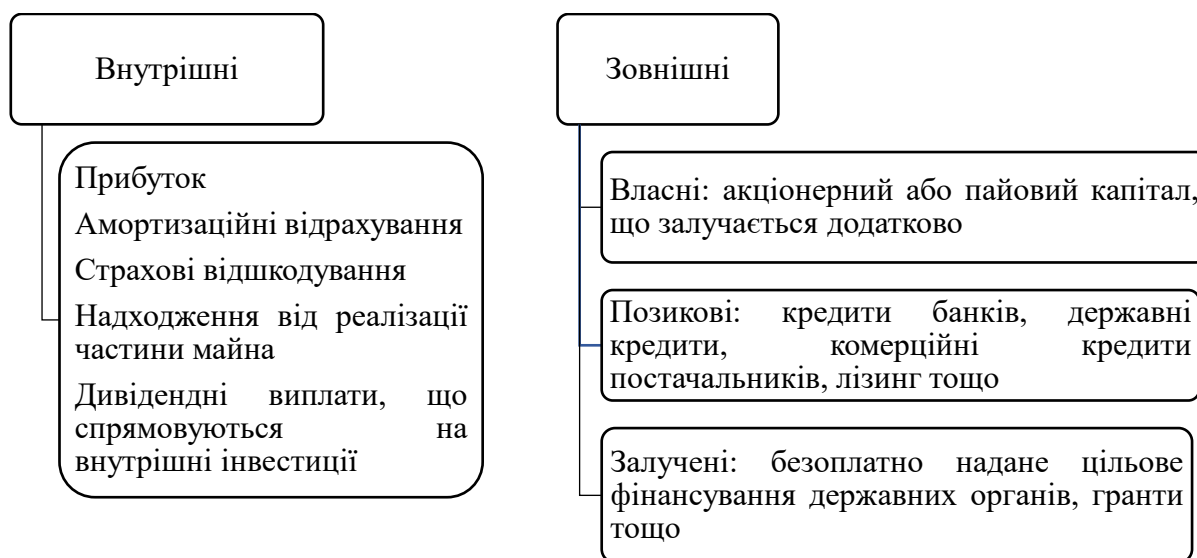 Внутрішні
Прибуток
Амортизаційні відрахування
Страхові відшкодування
Надходження від реалізації
частини майна
Дивідендні виплати, що
спрямовуються на
внутрішні інвестиції
Зовнішні
Власні: акціонерний або пайовий капітал,
що залучається додатково
Позикові: кредити банків, державні
кредити, комерційні кредити
постачальників, лізинг тощо
Залучені: безоплатно надане цільове
фінансування державних органів, гранти
тощо